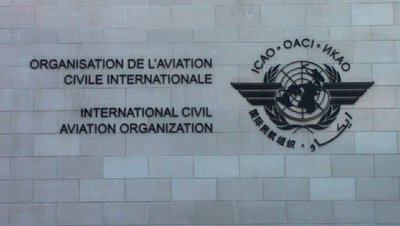 ORGANISATION DE L'AVIATION
CIVILE INTERNATIONALE
INTERNATIONAL CIVIL
AVIATION ORGANIZATION
ICAO · OACI · ИКАО
国际民航组织 · إيكاو